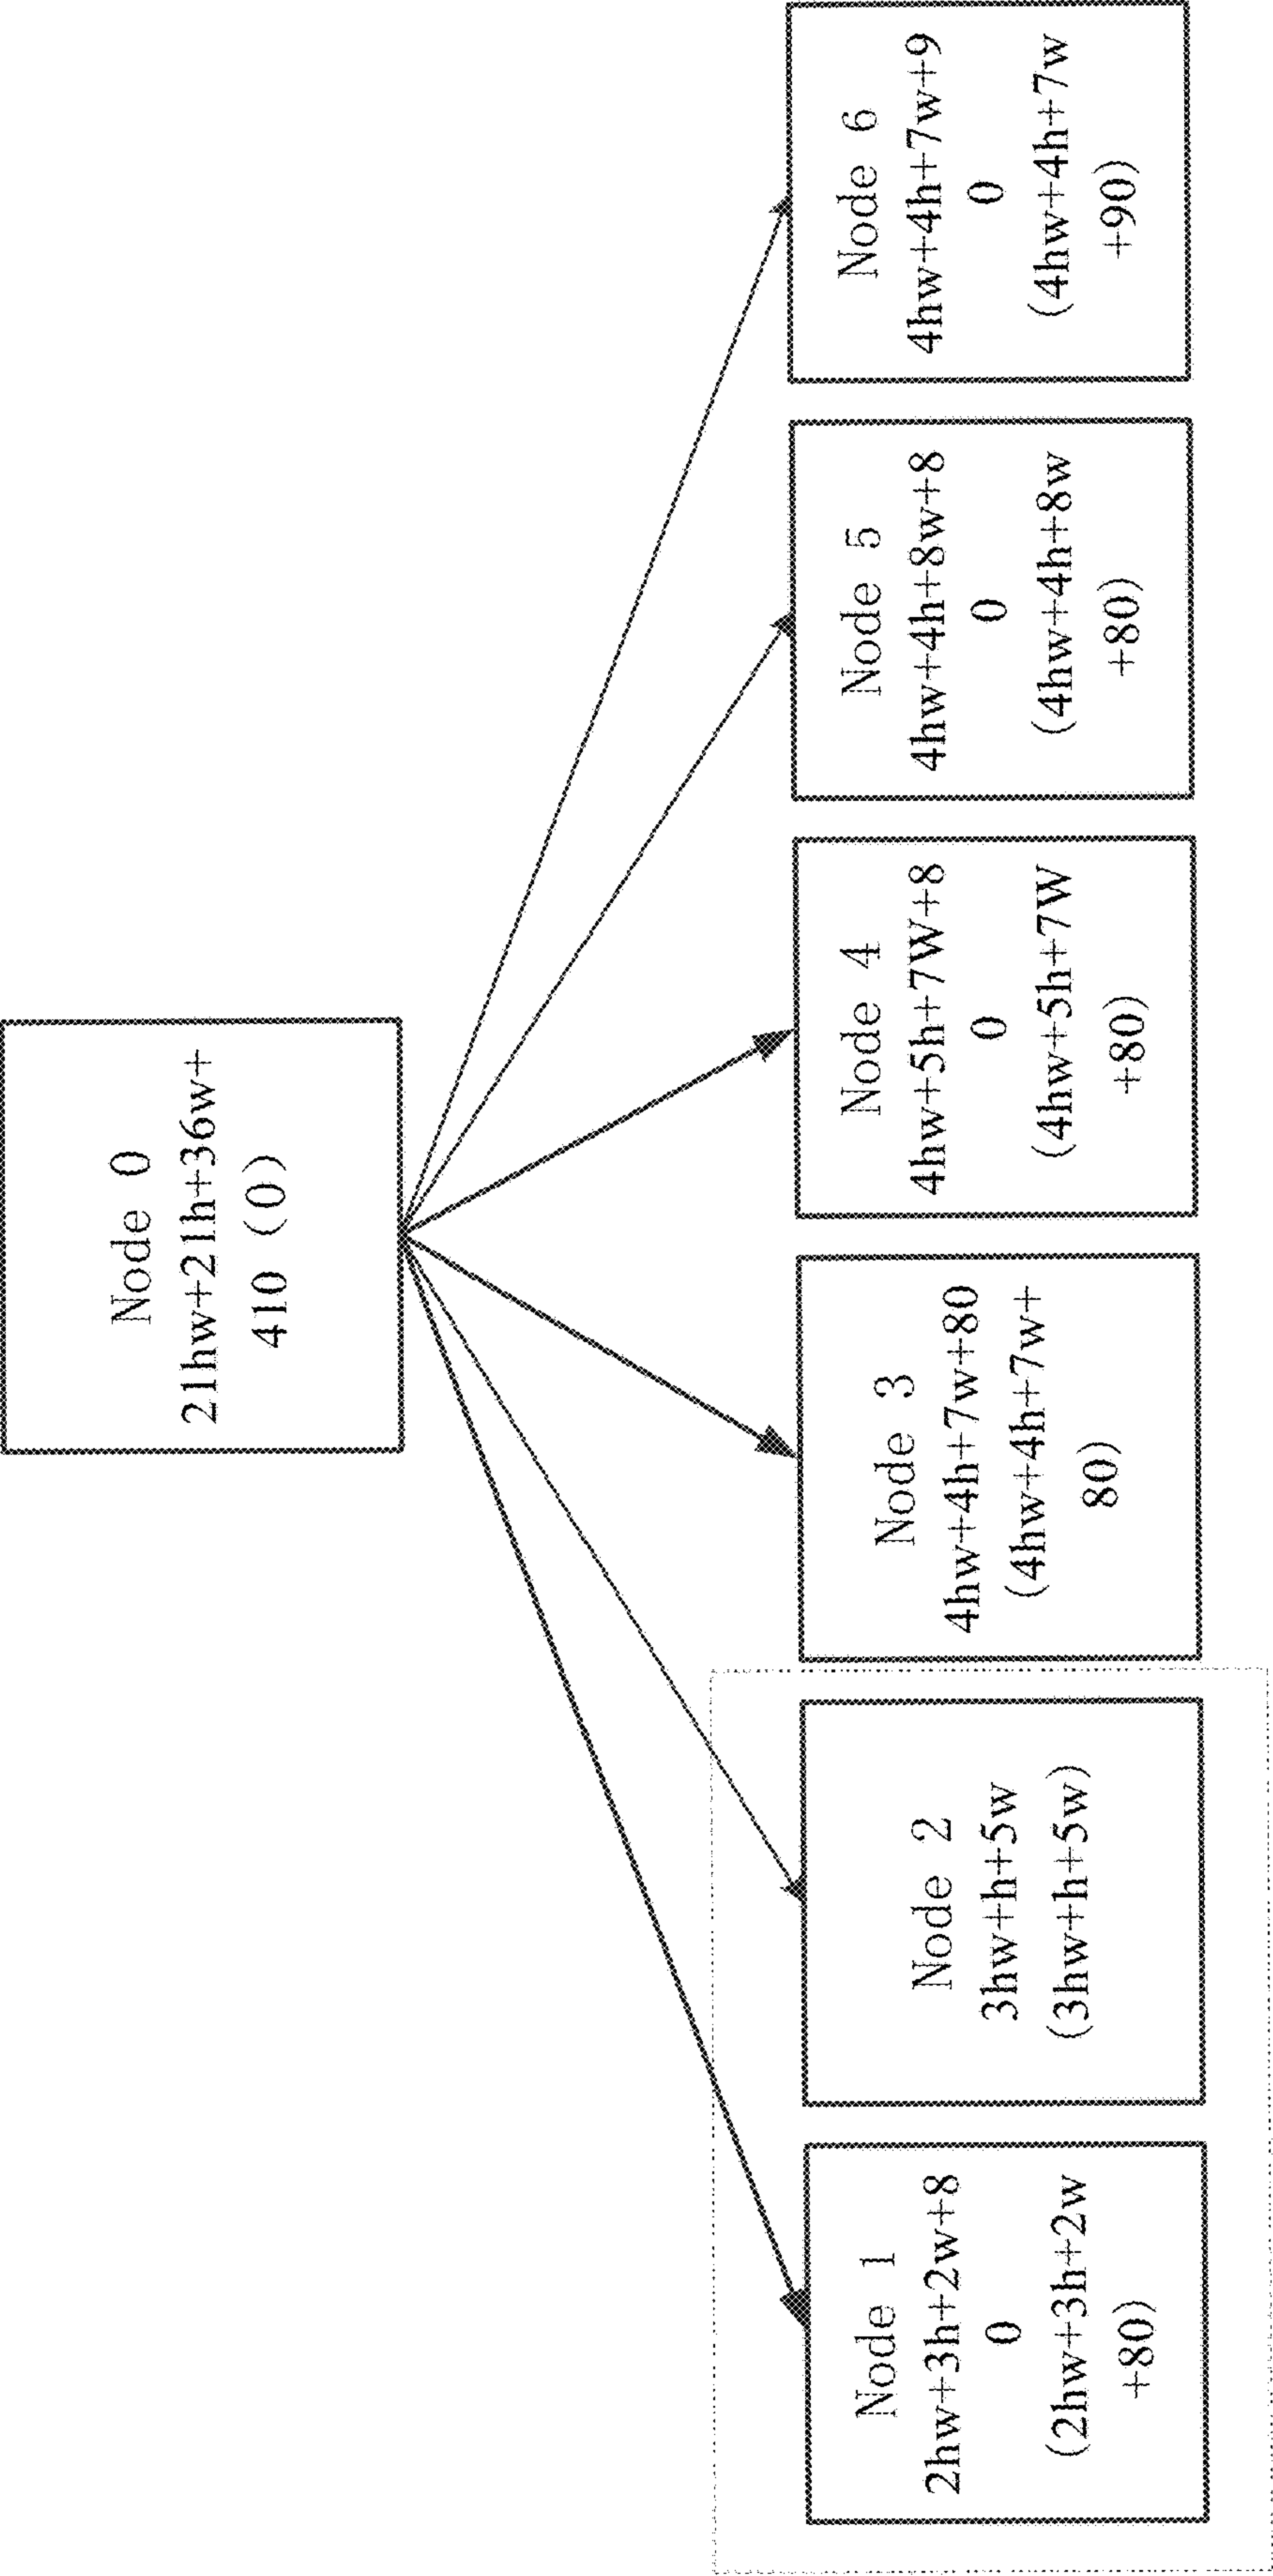 Node 0
21hw+21h+36w+
410 (0)
Node 1
2hw+3h+2w+8
0
(2hw+3h+2w
+80)
Node 2
3hw+h+5w
(3hw+h+5w)
Node 3
4hw+4h+7w+80
(4hw+4h+7w+
80)
Node 4
4hw+5h+7W+8
0
(4hw+5h+7W
+80)
Node 5
4hw+4h+8w+8
0
(4hw+4h+8w
+80)
Node 6
4hw+4h+7w+9
0
(4hw+4h+7w
+90)